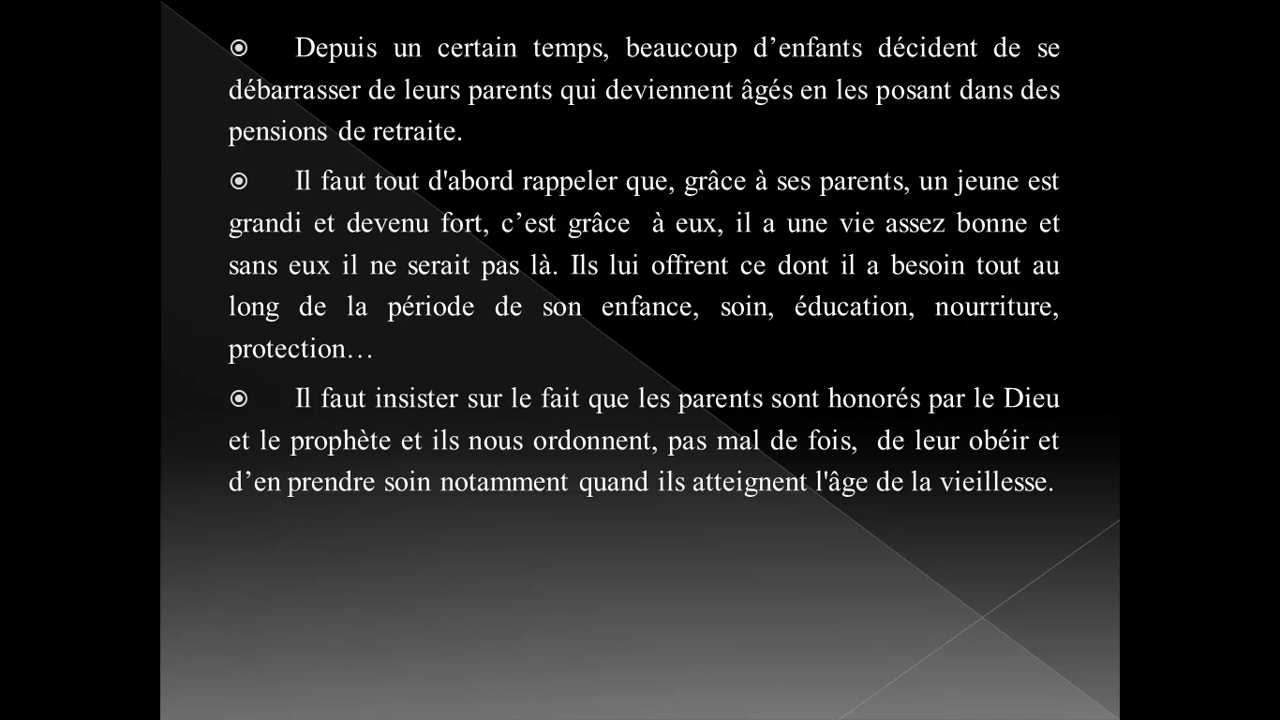 Depuis un certain temps, beaucoup d’enfants décident de se
débarrasser de leurs parents qui deviennent âgés en les posant dans des
pensions de retraite.
Il faut tout d'abord rappeler que, grâce à ses parents, un jeune est
grandi et devenu fort, c’est grâce à eux, il a une vie assez bonne et
sans eux il ne serait pas là. Ils lui offrent ce dont il a besoin tout au
long de la période de son enfance, soin, éducation, nourriture,
protection…
Il faut insister sur le fait que les parents sont honorés par le Dieu
et le prophète et ils nous ordonnent, pas mal de fois, de leur obéir et
d’en prendre soin notamment quand ils atteignent l'âge de la vieillesse.